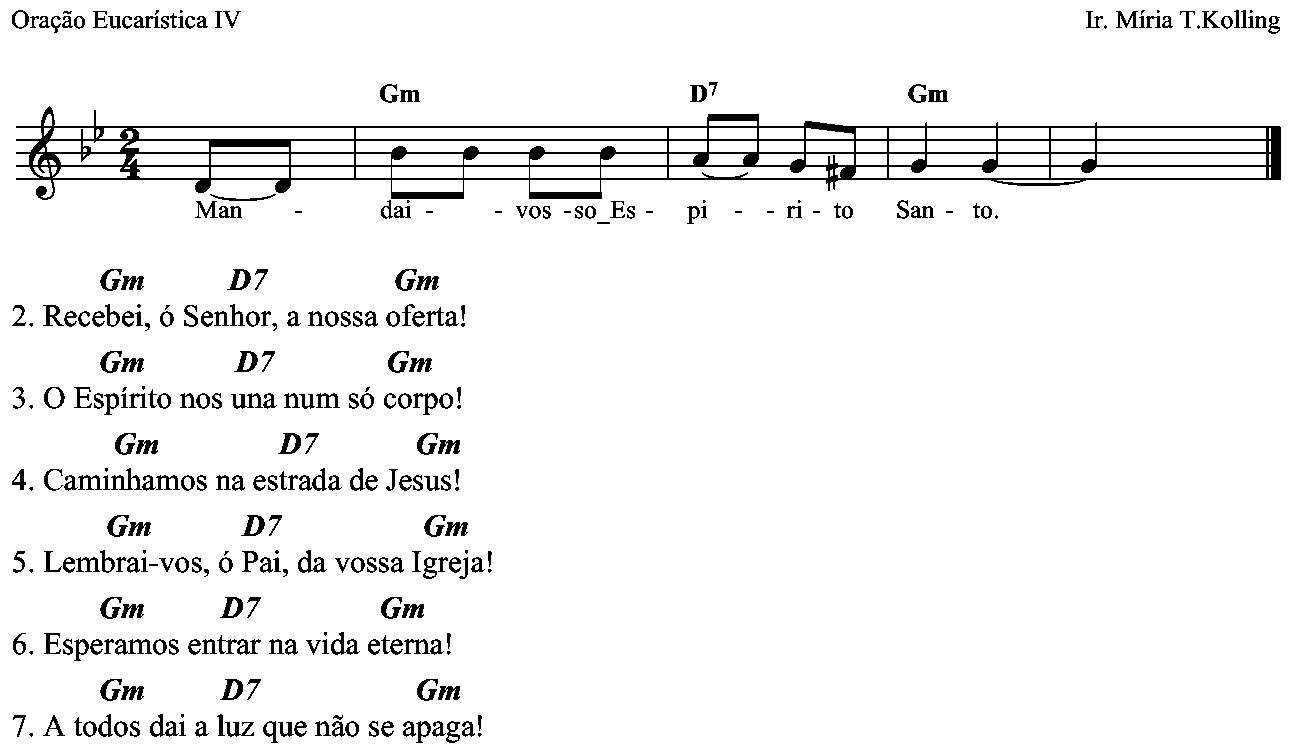 Oração Eucarística IV Ir. Míria T.Kolling
Gm D7 Gm
2/4
Man - dai - - vos -so_Es - pi - - ri - to San - to.
Gm D7 Gm
2. Recebei, ó Senhor, a nossa oferta!
Gm D7 Gm
3. O Espírito nos una num só corpo!
Gm D7 Gm
4. Caminhamos na estrada de Jesus!
Gm D7 Gm
5. Lembrai-vos, ó Pai, da vossa Igreja!
Gm D7 Gm
6. Esperamos entrar na vida eterna!
Gm D7 Gm
7. A todos dai a luz que não se apaga!